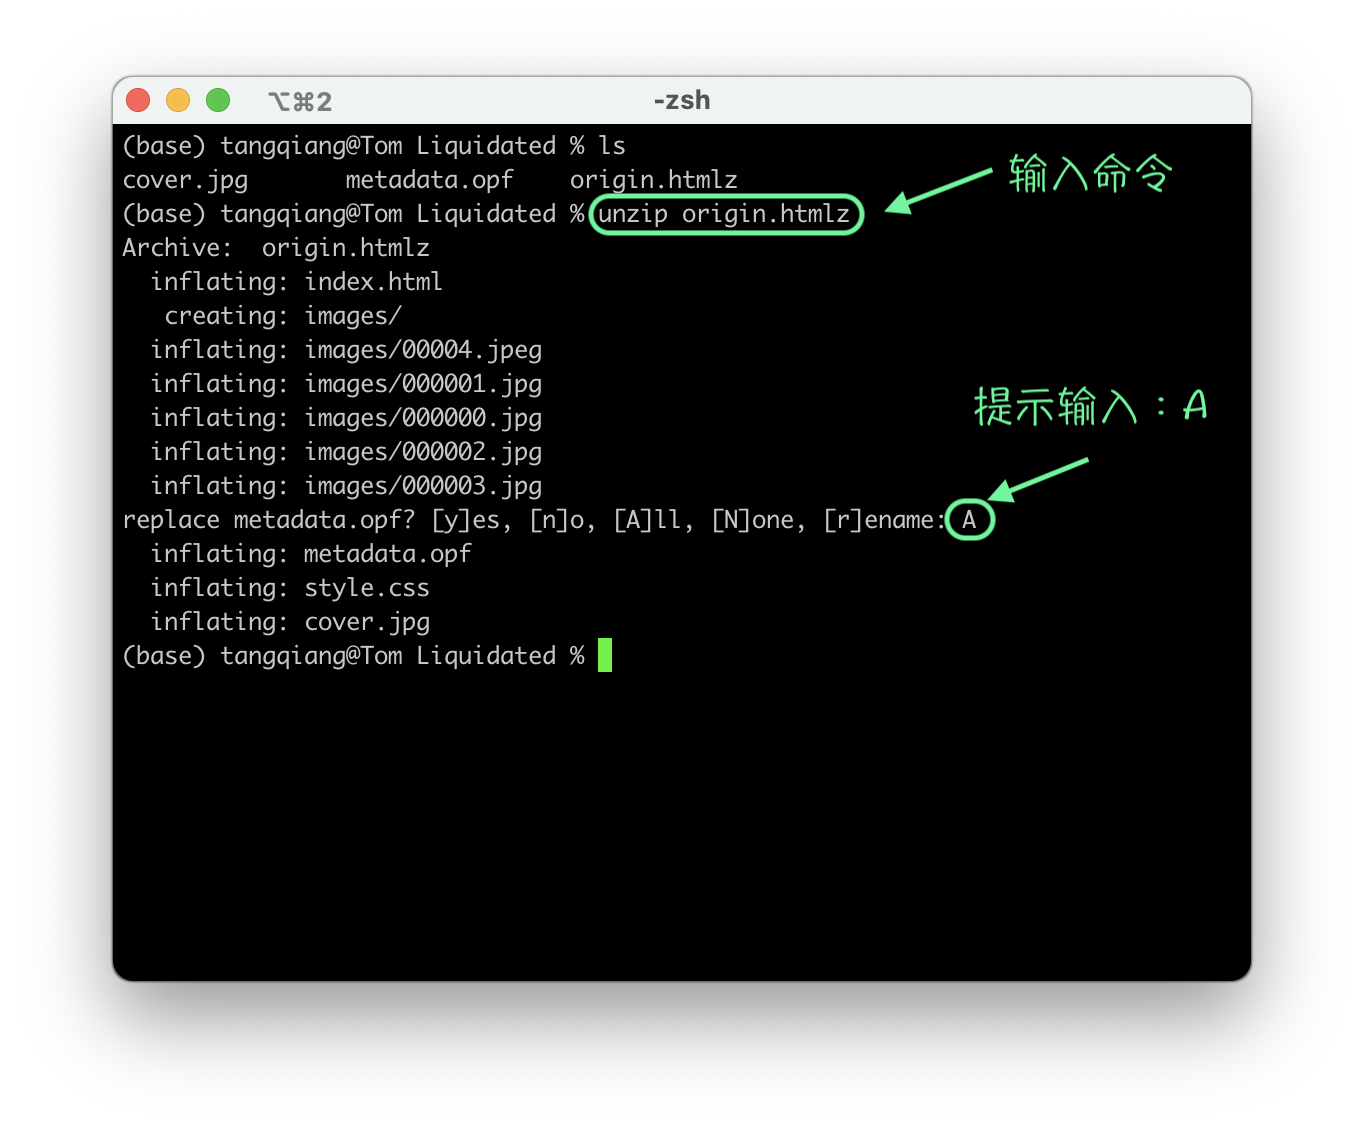 ⌥⌘2 -zsh
(base) tangqiang@Tom Liquidated % ls
cover.jpg metadata.opf origin.htmlz
输入命令
(base) tangqiang@Tom Liquidated % unzip origin.htmlz
Archive: origin.htmlz
inflating: index.html
creating: images/
inflating: images/00004.jpeg
inflating: images/000001.jpg
提示输入：A
inflating: images/000000.jpg
inflating: images/000002.jpg
inflating: images/000003.jpg
replace metadata.opf? [y]es, [n]o, [A]ll, [N]one, [r]ename: A
inflating: metadata.opf
inflating: style.css
inflating: cover.jpg
(base) tangqiang@Tom Liquidated %